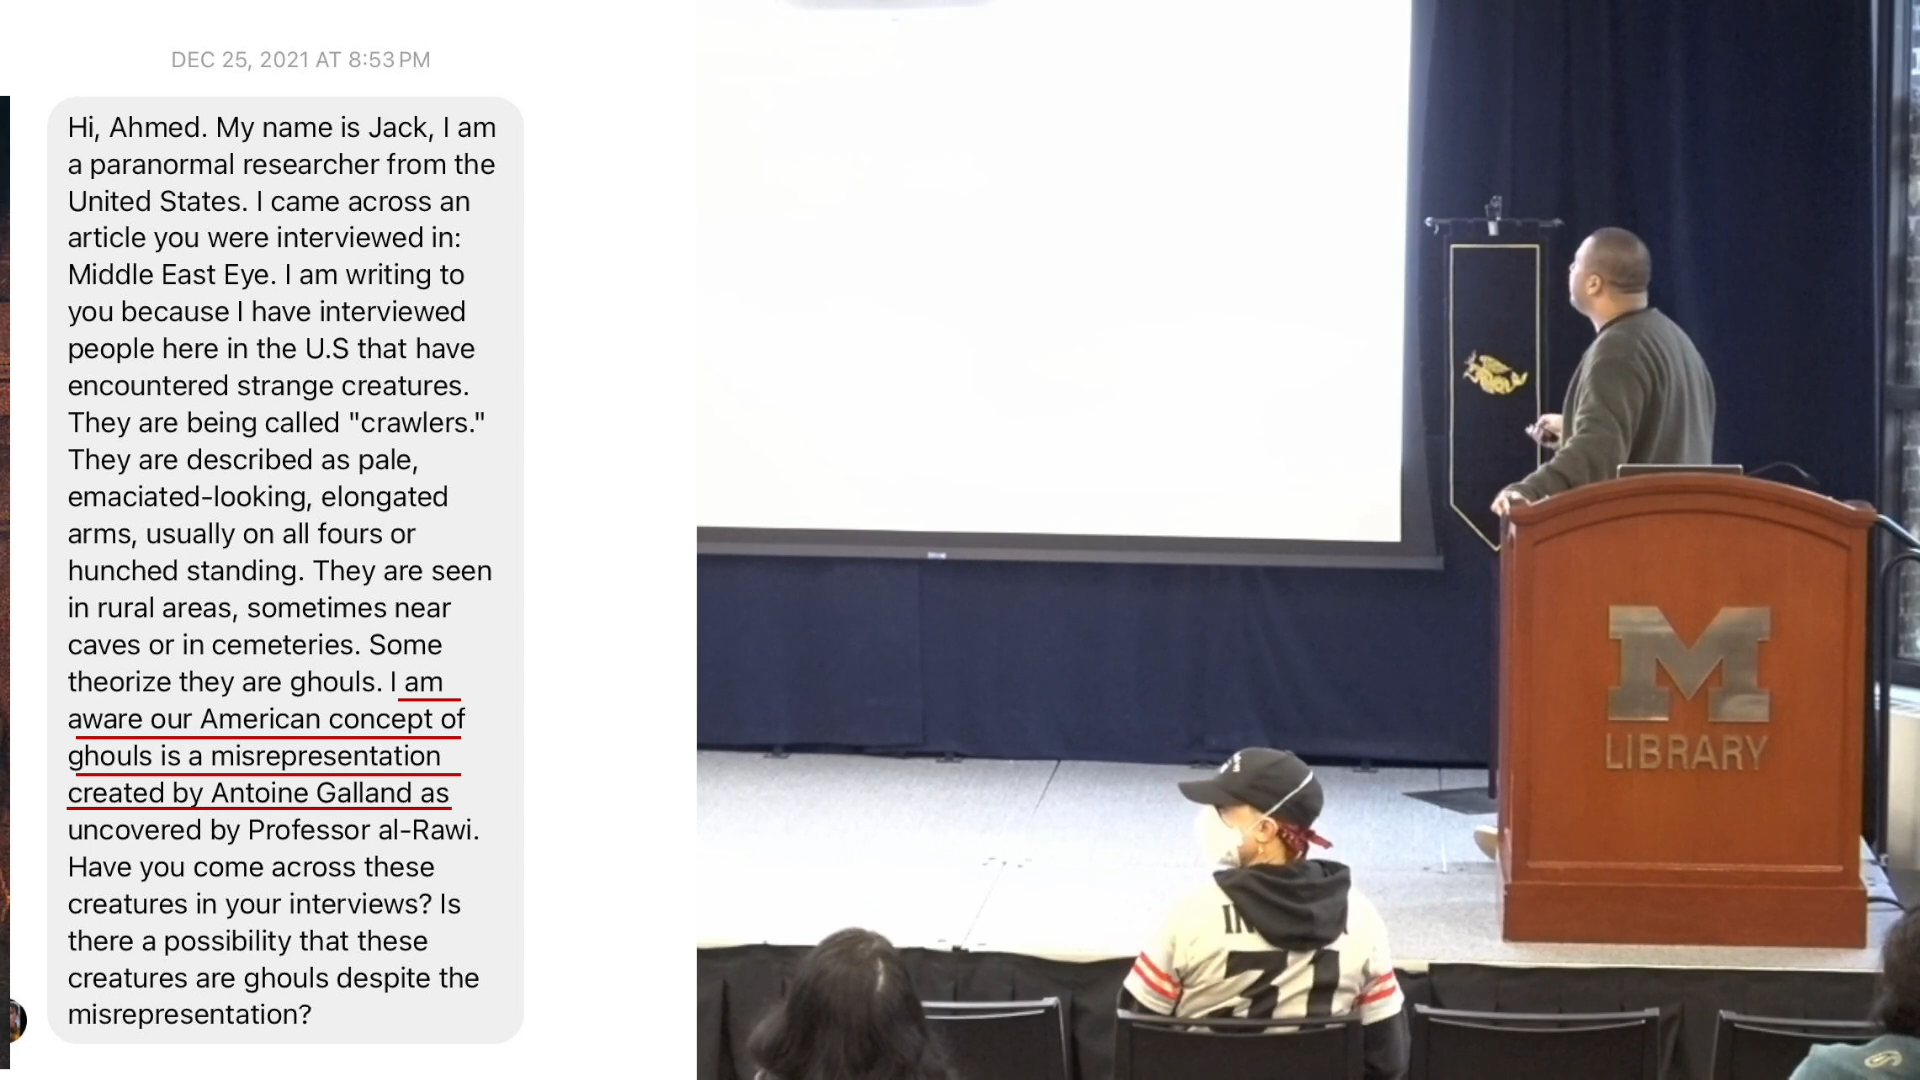 DEC 25, 2021 AT 8:53 PM
Hi, Ahmed. My name is Jack, I am
a paranormal researcher from the
United States. I came across an
article you were interviewed in:
Middle East Eye. I am writing to
you because I have interviewed
people here in the U.S that have
encountered strange creatures.
They are being called "crawlers."
They are described as pale,
emaciated-looking, elongated
arms, usually on all fours or
hunched standing. They are seen
in rural areas, sometimes near
caves or in cemeteries. Some
theorize they are ghouls. I am
aware our American concept of
ghouls is a misrepresentation
created by Antoine Galland as
uncovered by Professor al-Rawi.
Have you come across these
creatures in your interviews? Is
there a possibility that these
creatures are ghouls despite the
misrepresentation?
M
LIBRARY
71